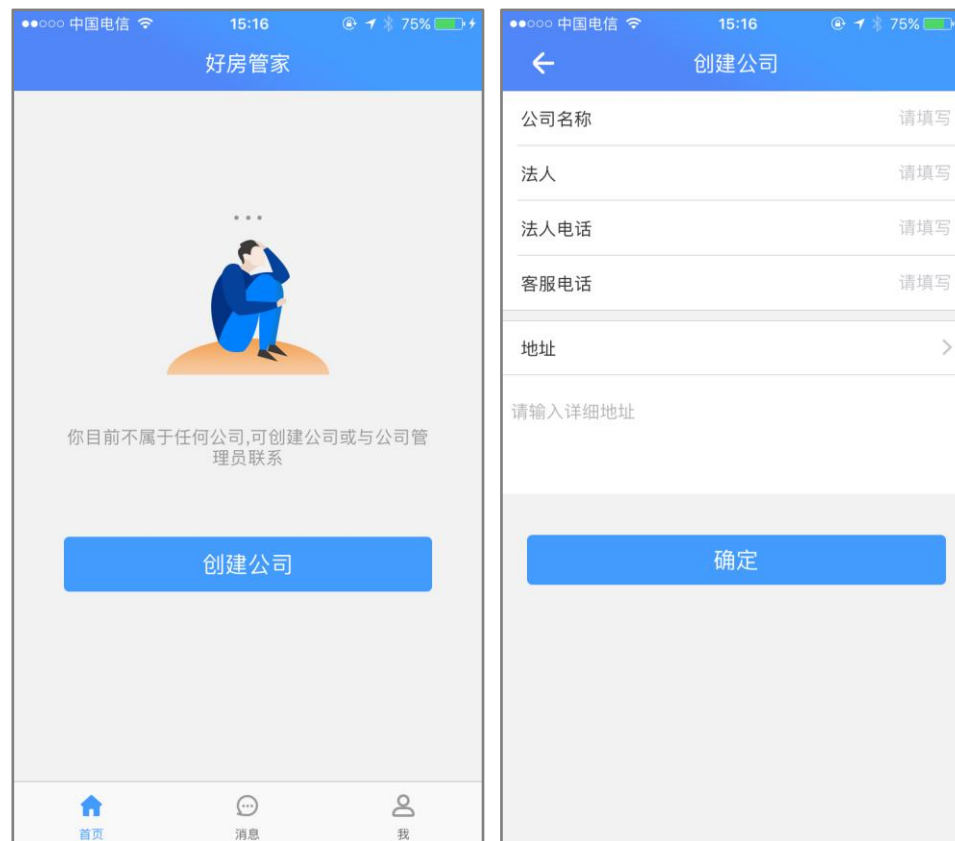 中国电信 15:16 75%
好房管家
你目前不属于任何公司,可创建公司或与公司管
理员联系
创建公司
首页 消息 我
中国电信 15:16 75%
创建公司
公司名称 请填写
法人 请填写
法人电话 请填写
客服电话 请填写
地址
请输入详细地址
确定